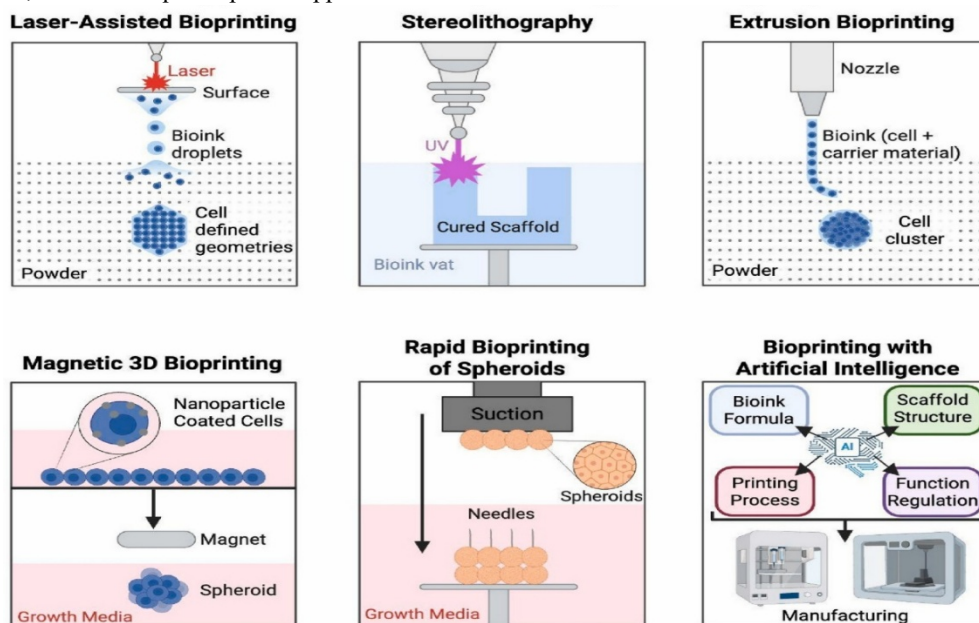 Laser-Assisted Bioprinting
Laser
Surface
Bioink
droplets
Cell
defined
geometries
Powder
Stereolithography
UV
Cured Scaffold
Bioink vat
Extrusion Bioprinting
Nozzle
Bioink (cell +
carrier material)
Cell
cluster
Powder
Magnetic 3D Bioprinting
Nanoparticle
Coated Cells
Magnet
Spheroid
Growth Media
Rapid Bioprinting
of Spheroids
Suction
Spheroids
Needles
Growth Media
Bioprinting with
Artificial Intelligence
Bioink
Formula
Scaffold
Structure
AI
Printing
Process
Function
Regulation
Manufacturing